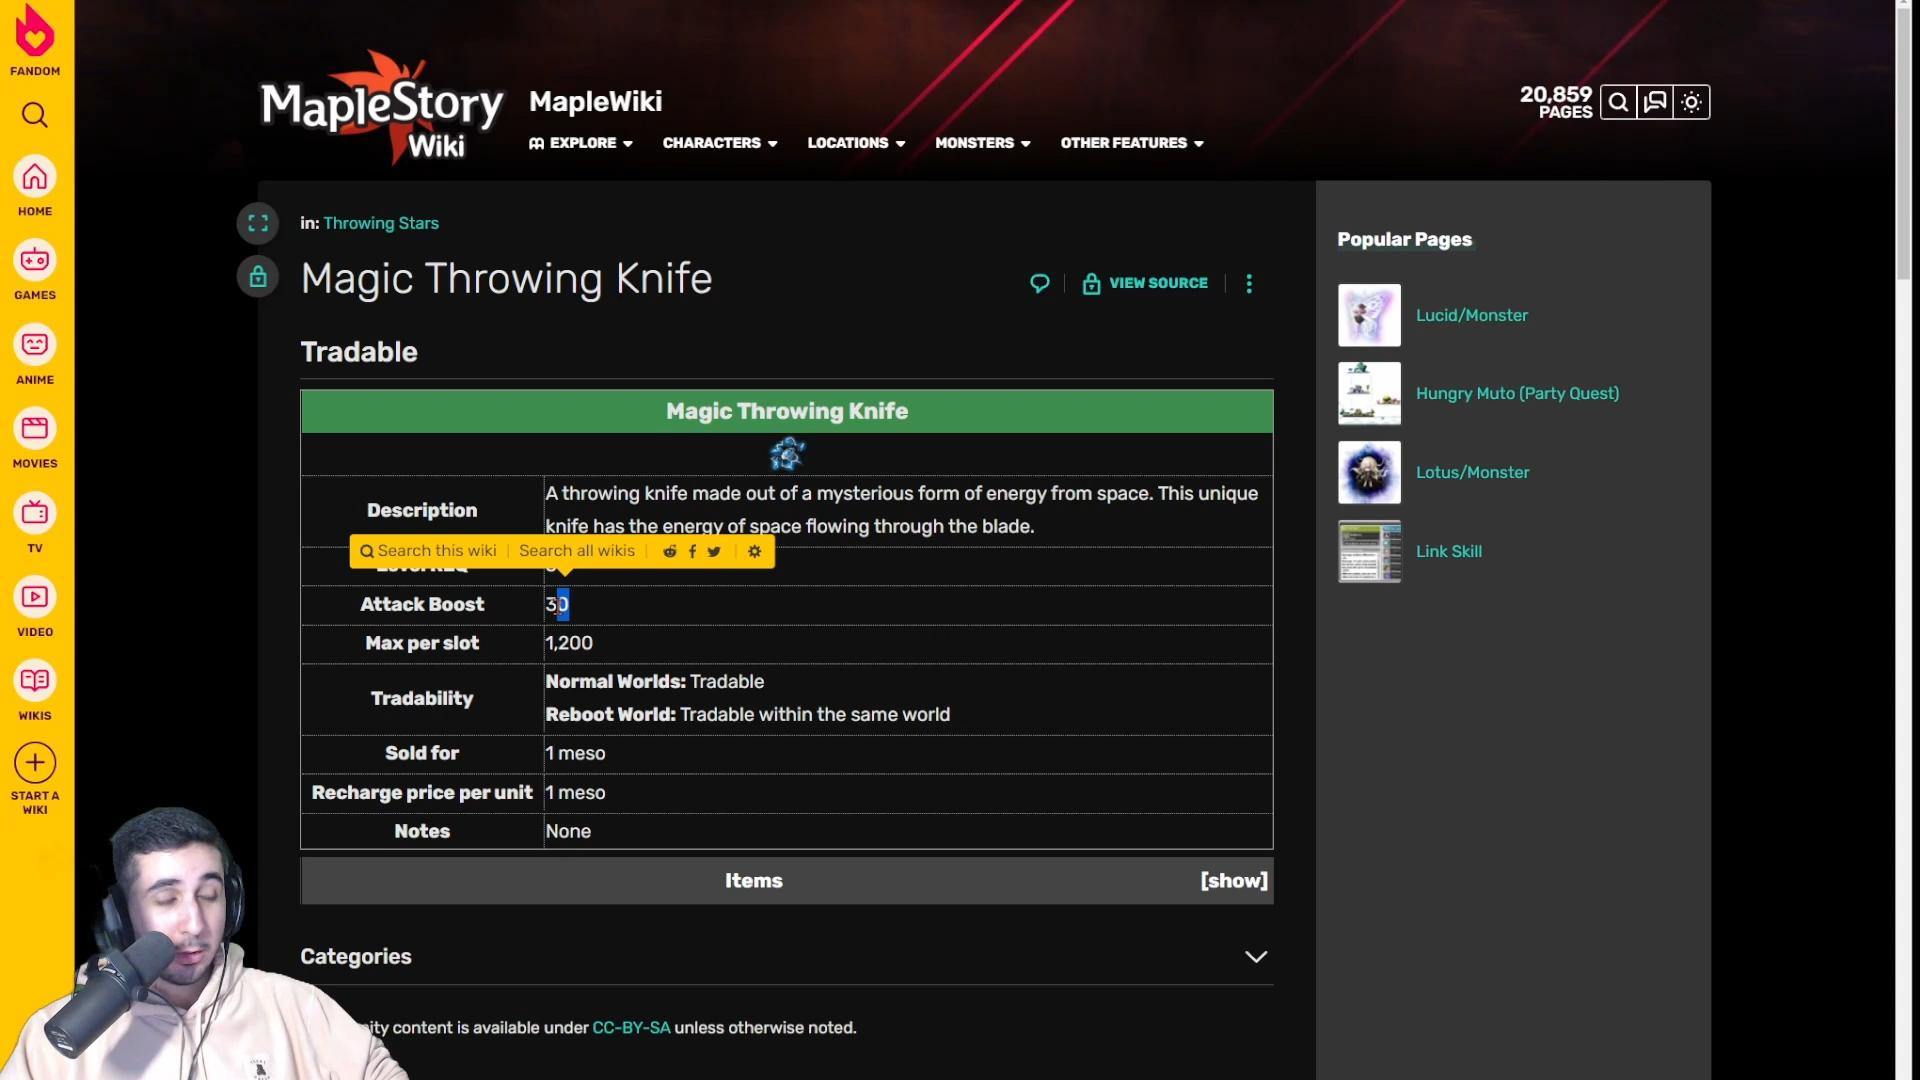 FANDOM
HOME
GAMES
ANIME
MOVIES
TV
VIDEO
WIKIS
START A
WIKI
MapleStory
Wiki
MapleWiki
EXPLORE
CHARACTERS
LOCATIONS
MONSTERS
OTHER FEATURES
20,859
PAGES
in: Throwing Stars
Magic Throwing Knife
VIEW SOURCE
Tradable
Magic Throwing Knife
Description
A throwing knife made out of a mysterious form of energy from space. This unique
knife has the energy of space flowing through the blade.
Search this wiki
Search all wikis
Attack Boost 30
Max per slot 1,200
Tradability
Normal Worlds: Tradable
Reboot World: Tradable within the same world
Sold for 1 meso
Recharge price per unit 1 meso
Notes None
Items [show]
Categories
content is available under CC-BY-SA unless otherwise noted.
Popular Pages
Lucid/Monster
Hungry Muto (Party Quest)
Lotus/Monster
Link Skill